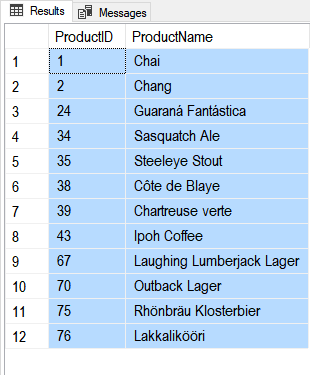 Results Messages
ProductID ProductName
1 1 Chai
2 2 Chang
3 24 Guaraná Fantástica
4 34 Sasquatch Ale
5 35 Steeleye Stout
6 38 Côte de Blaye
7 39 Chartreuse verte
8 43 Ipoh Coffee
9 67 Laughing Lumberjack Lager
10 70 Outback Lager
11 75 Rhönbräu Klosterbier
12 76 Lakkalikööri